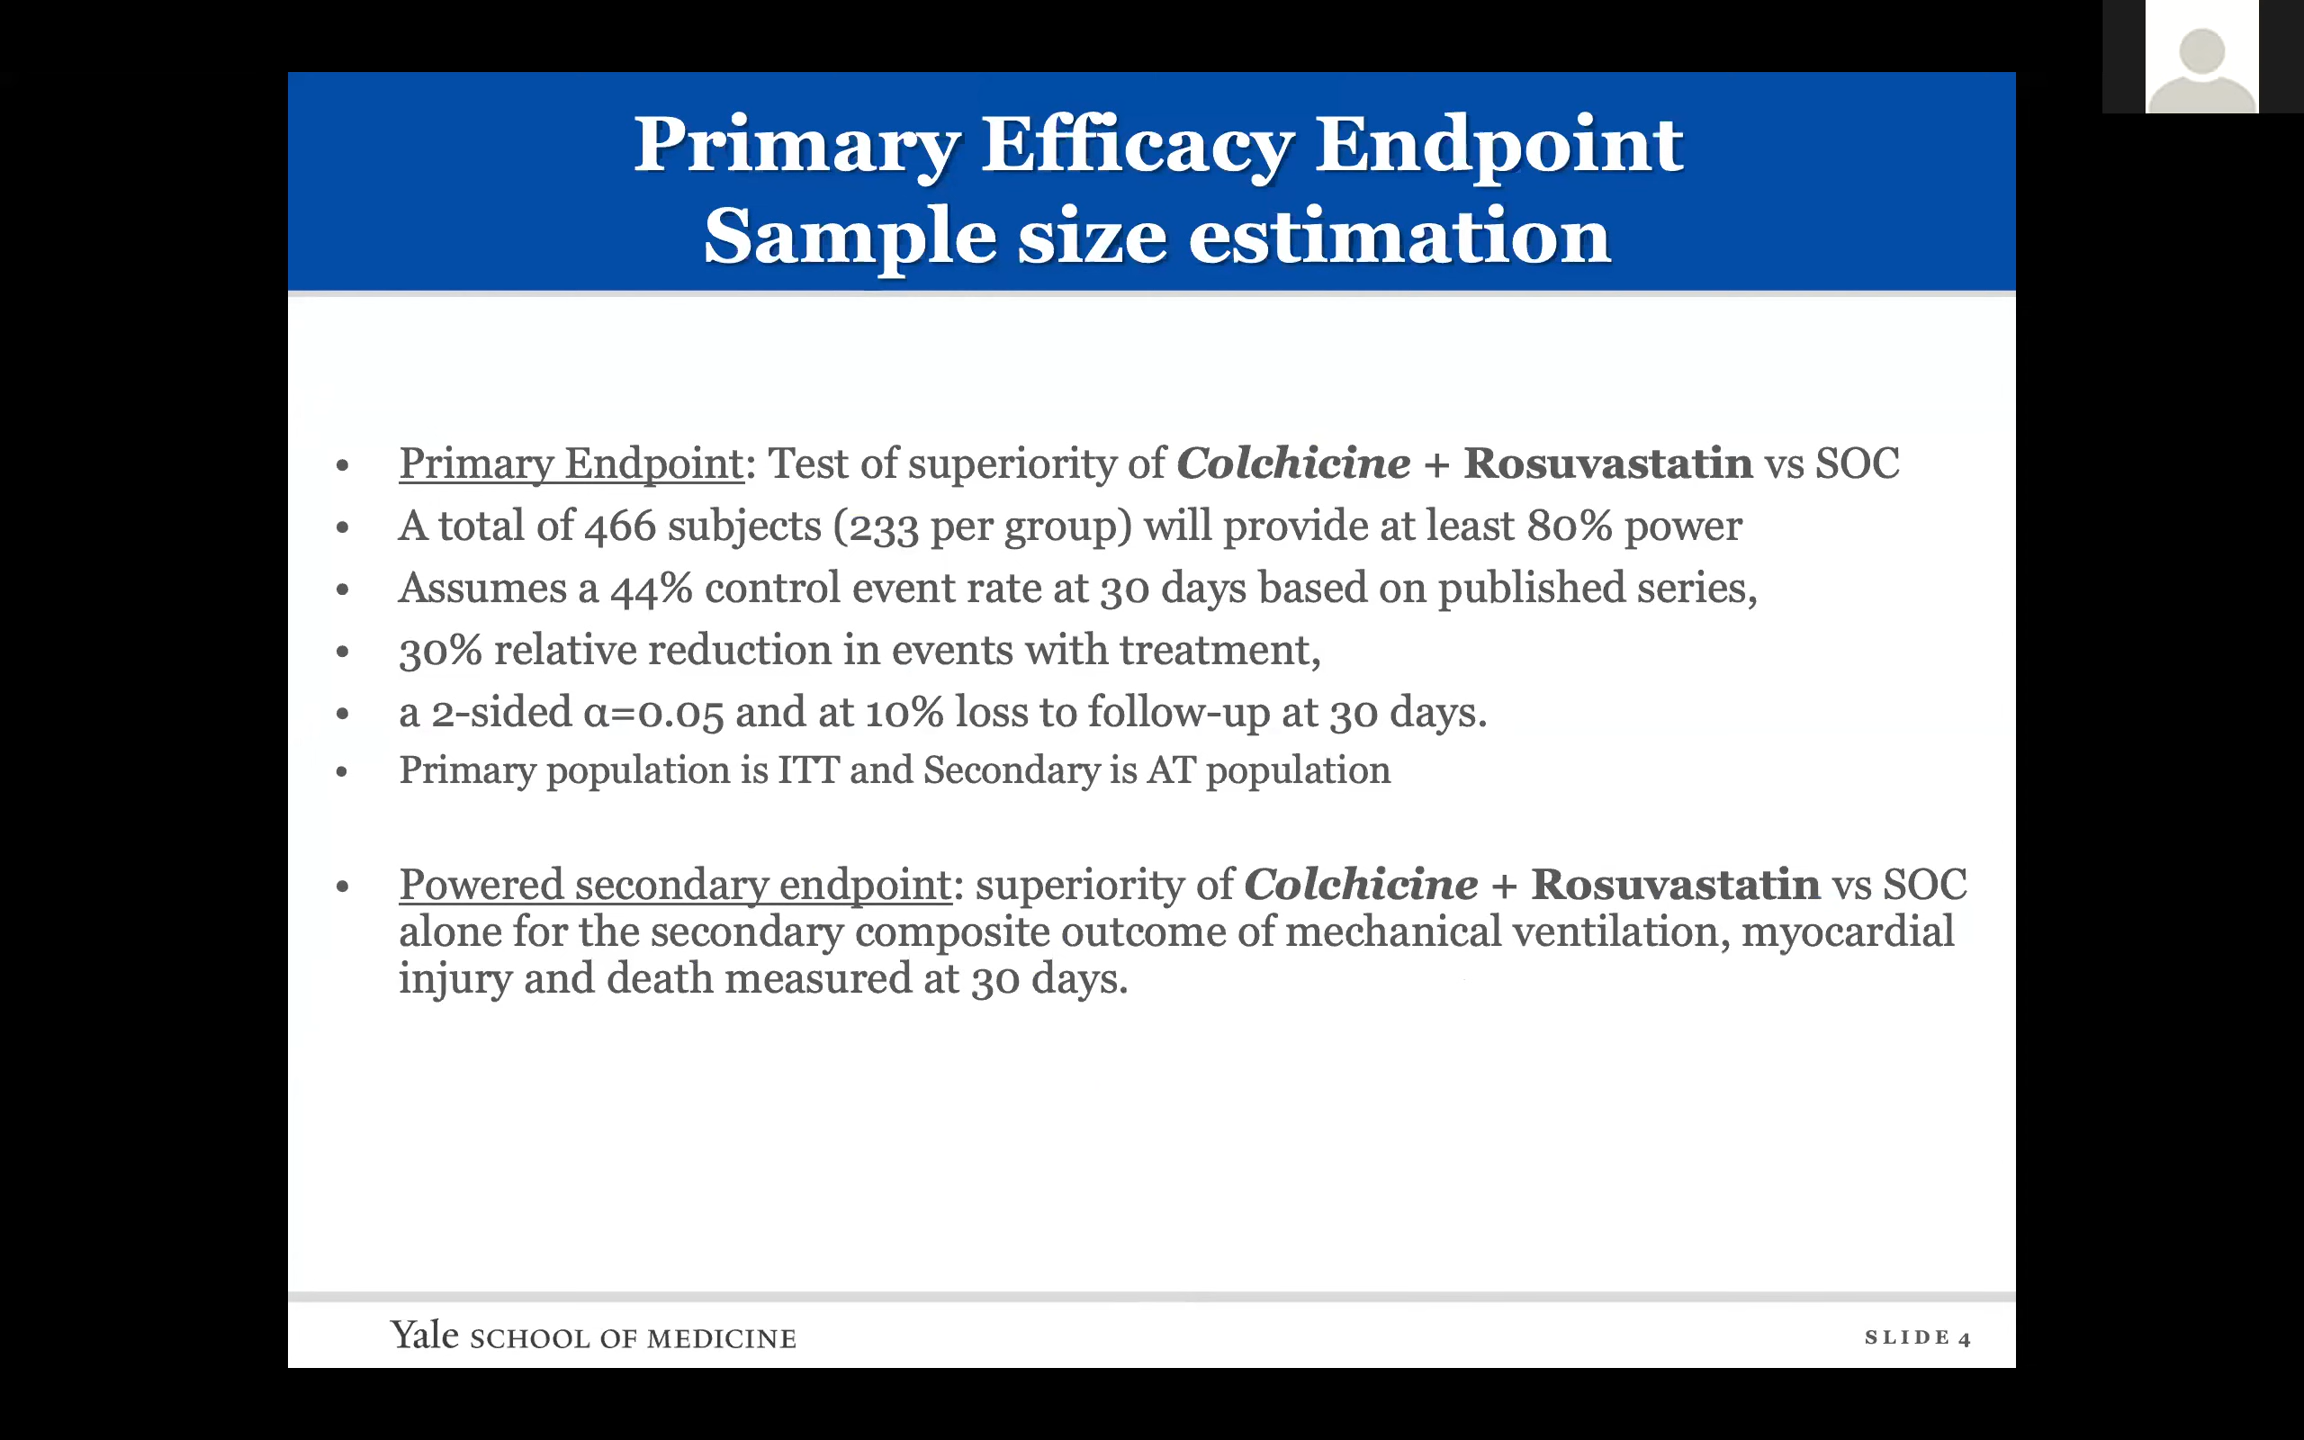 Primary Efficacy Endpoint
Sample size estimation
• Primary Endpoint: Test of superiority of Colchicine + Rosuvastatin vs SOC
• A total of 466 subjects (233 per group) will provide at least 80% power
• Assumes a 44% control event rate at 30 days based on published series,
• 30% relative reduction in events with treatment,
• a 2-sided α=0.05 and at 10% loss to follow-up at 30 days.
• Primary population is ITT and Secondary is AT population
• Powered secondary endpoint: superiority of Colchicine + Rosuvastatin vs SOC
alone for the secondary composite outcome of mechanical ventilation, myocardial
injury and death measured at 30 days.
Yale SCHOOL OF MEDICINE
SLIDE 4